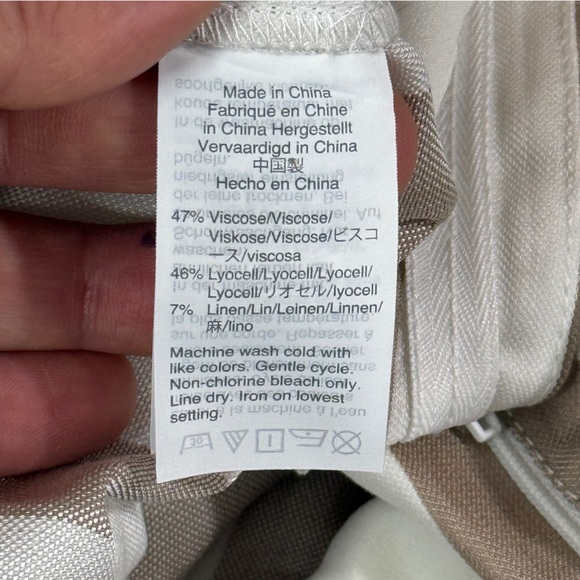 Made in China
Fabriqué en Chine
in China Hergestellt
Vervaardigd in China
中国製
Hecho en China
47% Viscose/Viscose/
Viskose/Viscose/ビスコ
ース/viscosa
46% Lyocell/Lyocell/Lyocell/
Lyocell/リオセル/lyocell
7% Linen/Lin/Leinen/Linnen/
麻/lino
Machine wash cold with
like colors. Gentle cycle.
Non-chlorine bleach only.
Line dry. Iron on lowest
setting.
30